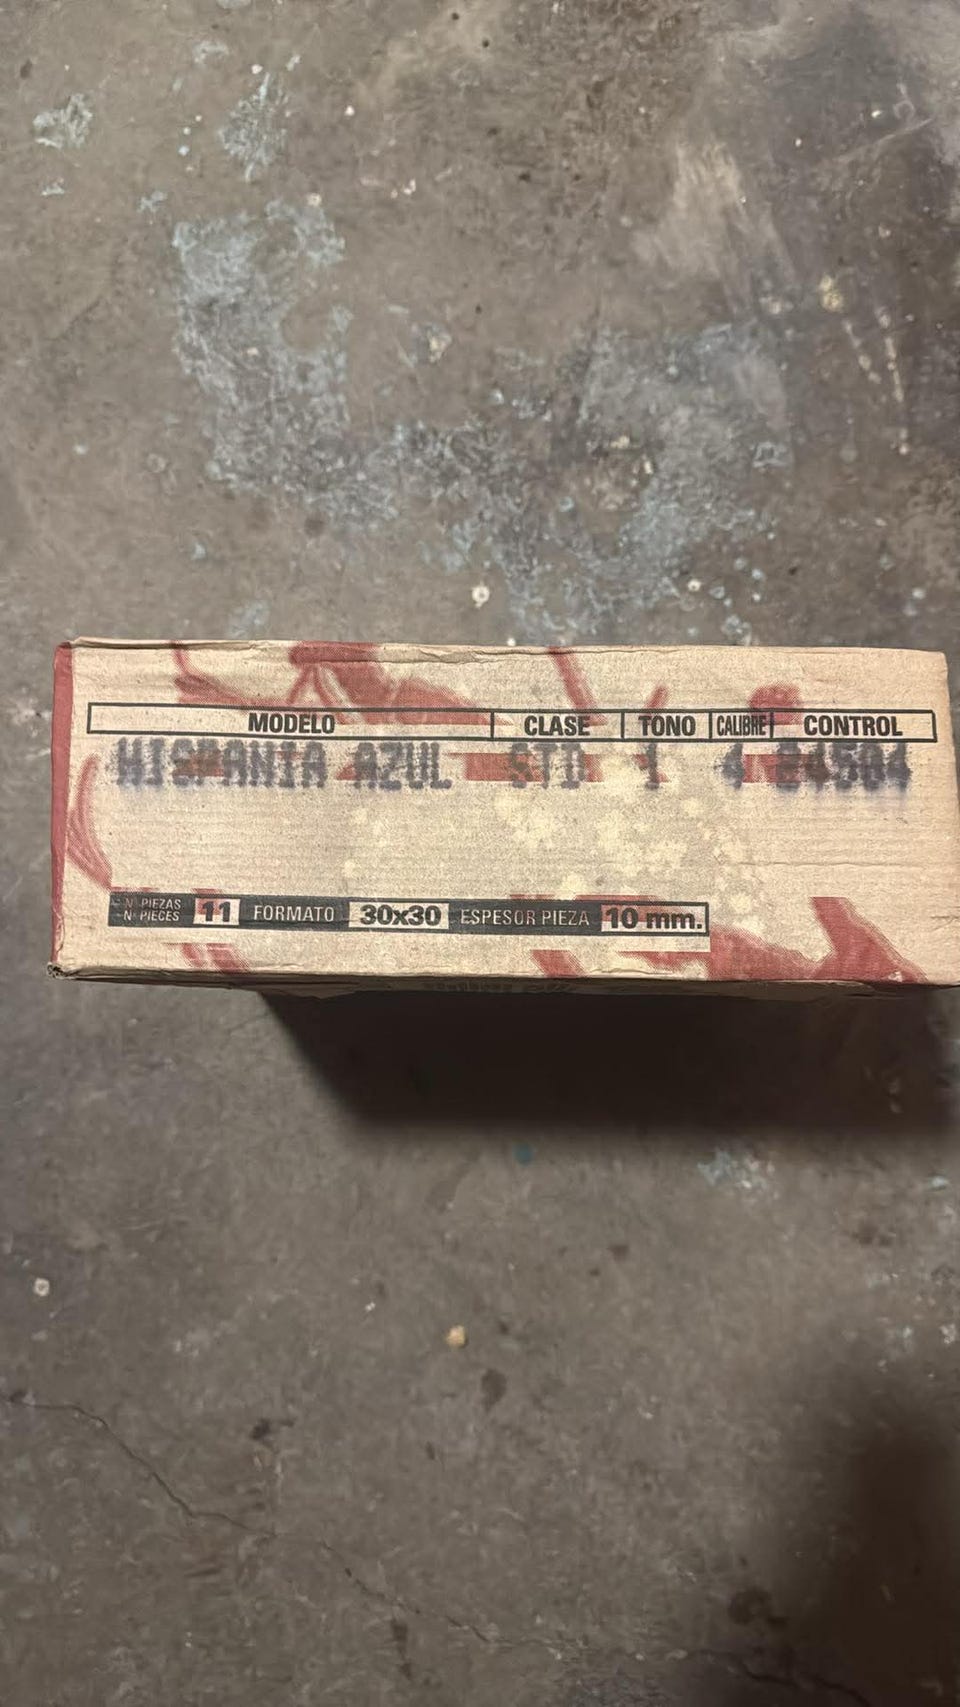 MODELO CLASE TONO CALIBRE CONTROL
HISPANIA AZUL STD 1 4
Nº PIEZAS
Nº PIECES
11 FORMATO 30x30 ESPESOR PIEZA 10 mm.